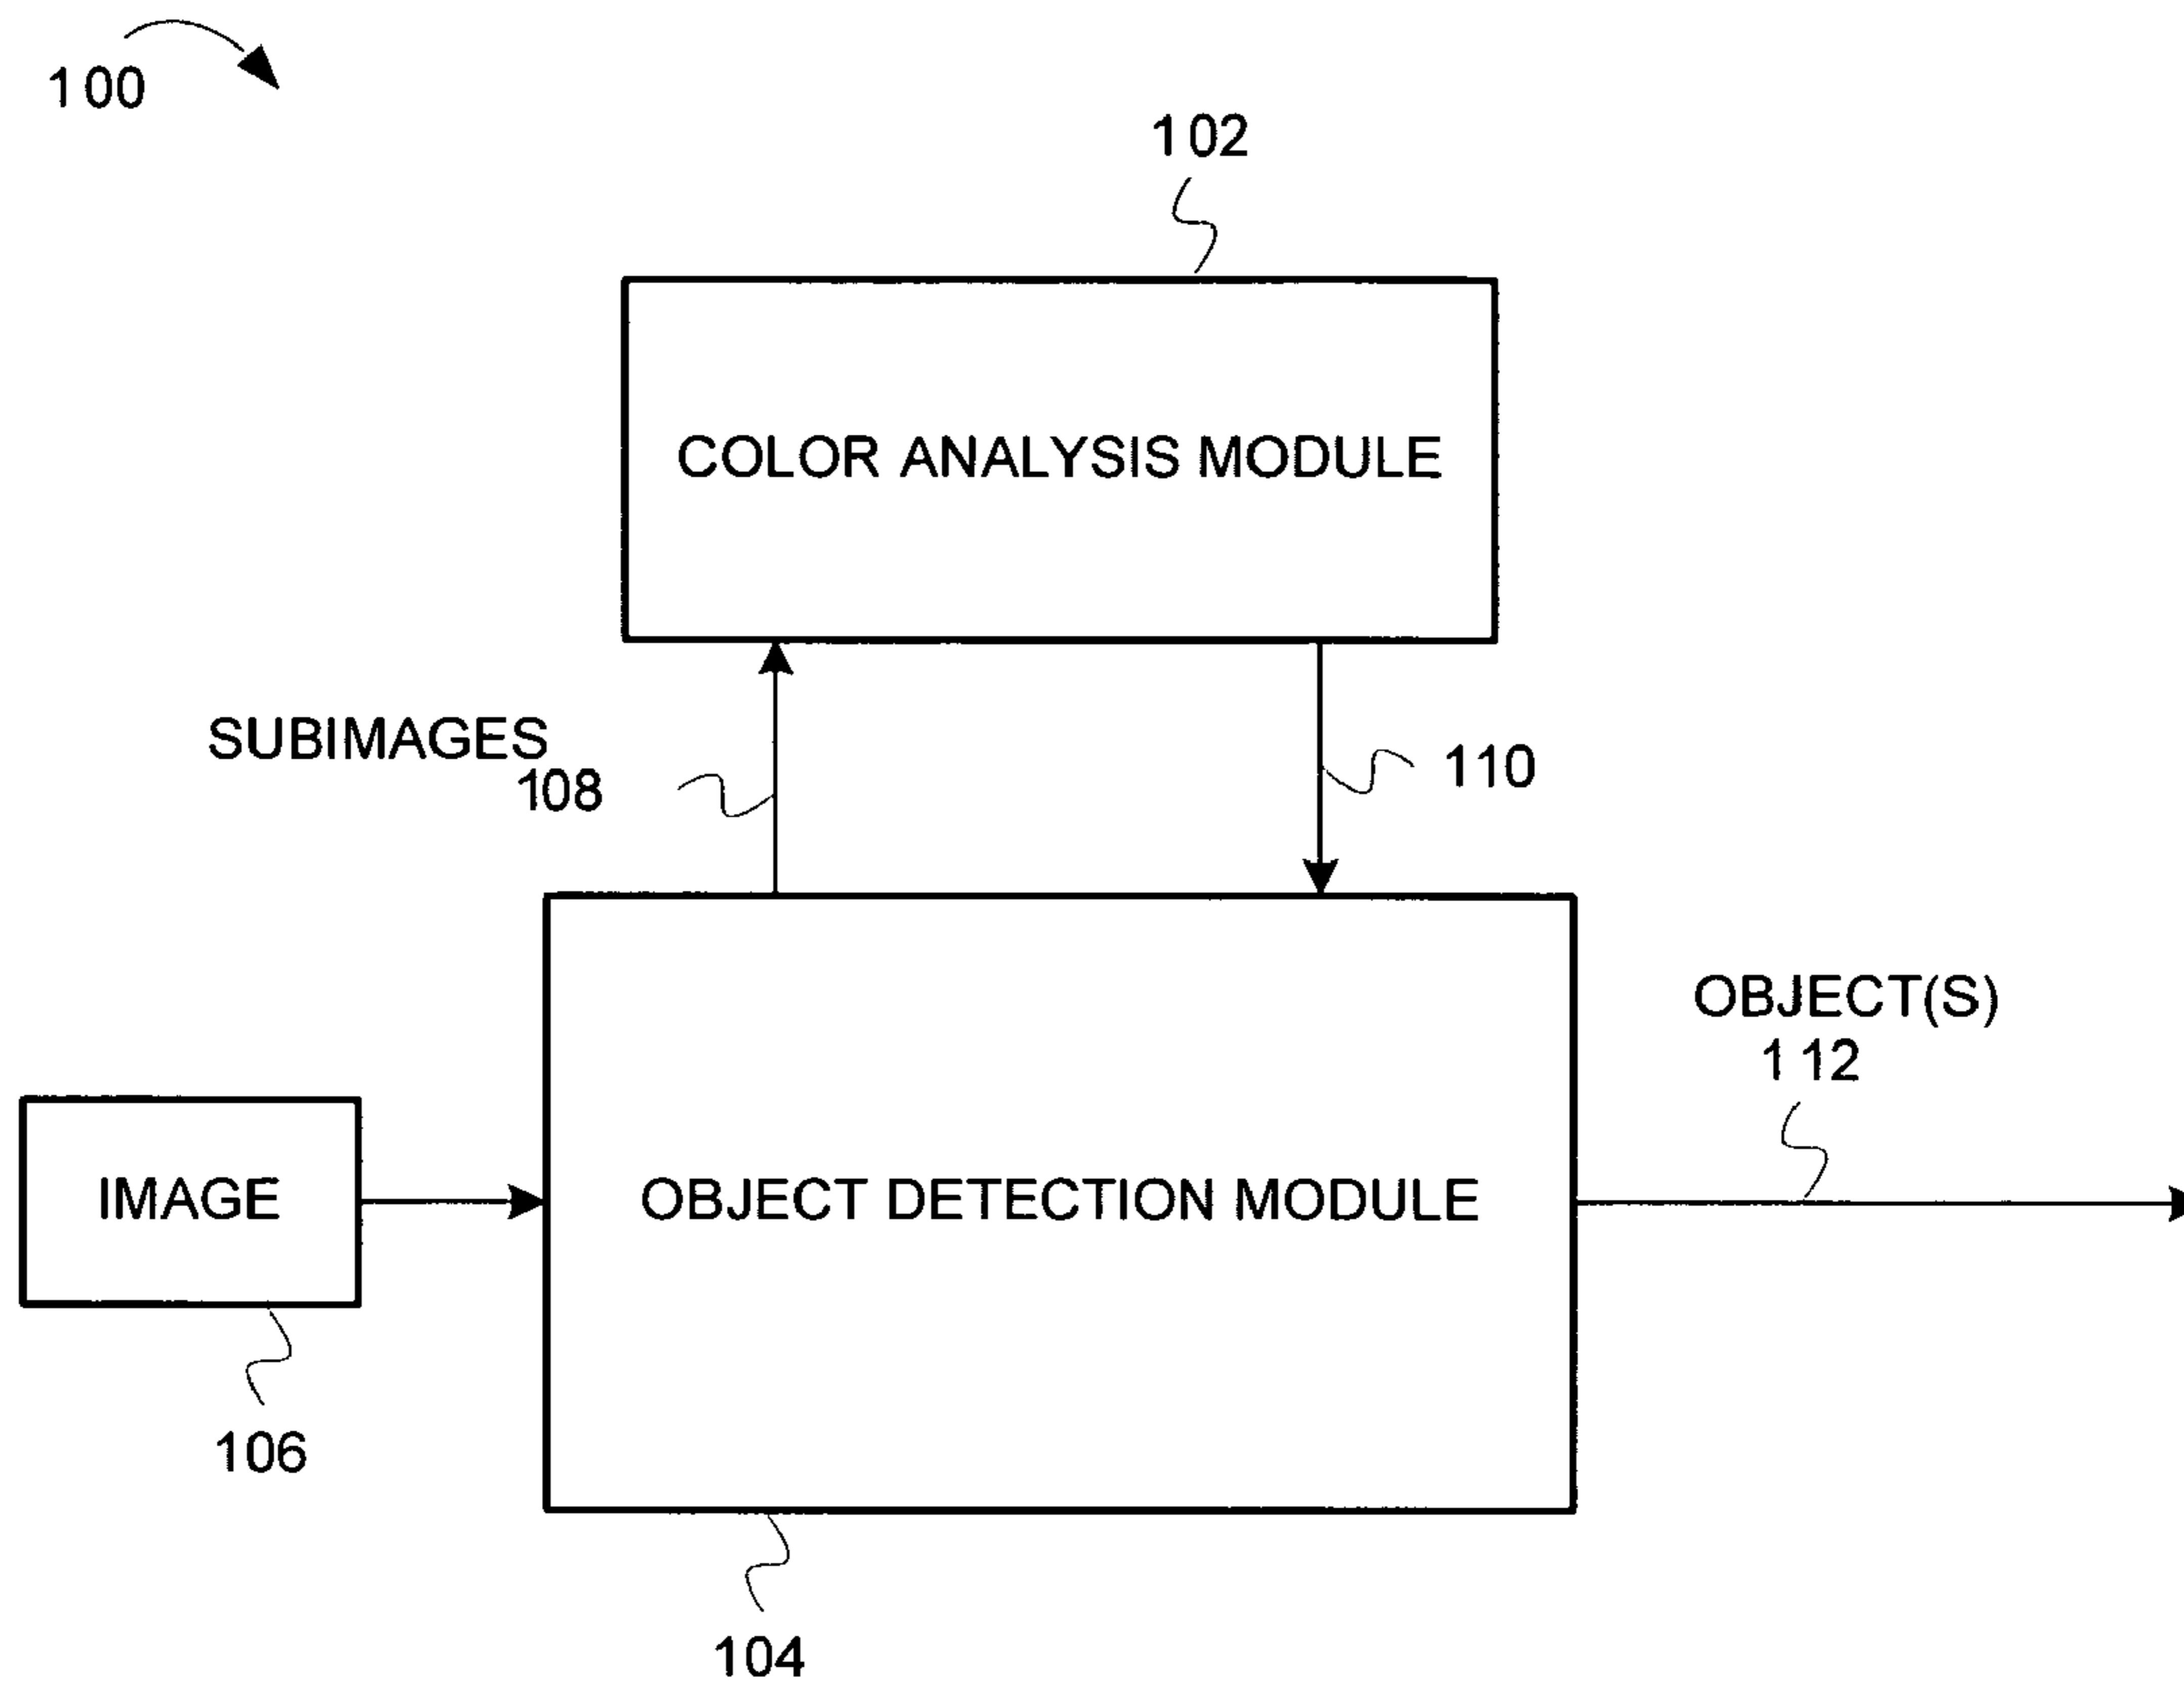 100
102
COLOR ANALYSIS MODULE
SUBIMAGES
108
110
OBJECT(S)
112
IMAGE
OBJECT DETECTION MODULE
106
104